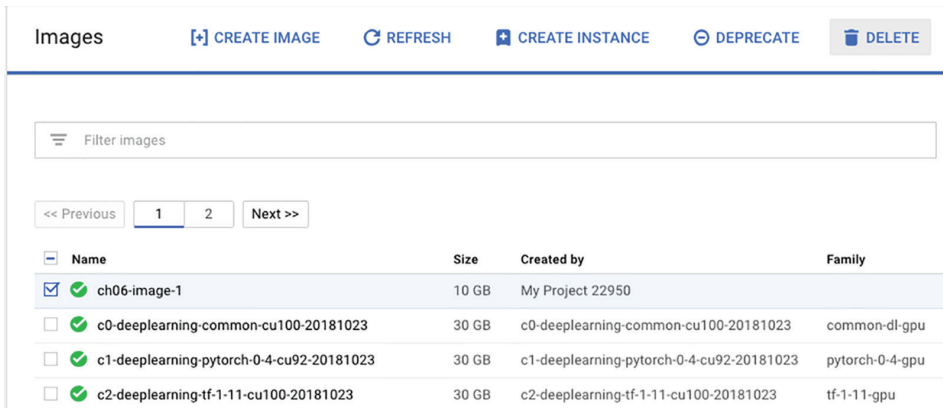 Images [+] CREATE IMAGE REFRESH CREATE INSTANCE DEPRECATE DELETE
Filter images
<< Previous 1 2 Next >>
Name Size Created by Family
ch06-image-1 10 GB My Project 22950
c0-deeplearning-common-cu100-20181023 30 GB c0-deeplearning-common-cu100-20181023 common-dl-gpu
c1-deeplearning-pytorch-0-4-cu92-20181023 30 GB c1-deeplearning-pytorch-0-4-cu92-20181023 pytorch-0-4-gpu
c2-deeplearning-tf-1-11-cu100-20181023 30 GB c2-deeplearning-tf-1-11-cu100-20181023 tf-1-11-gpu